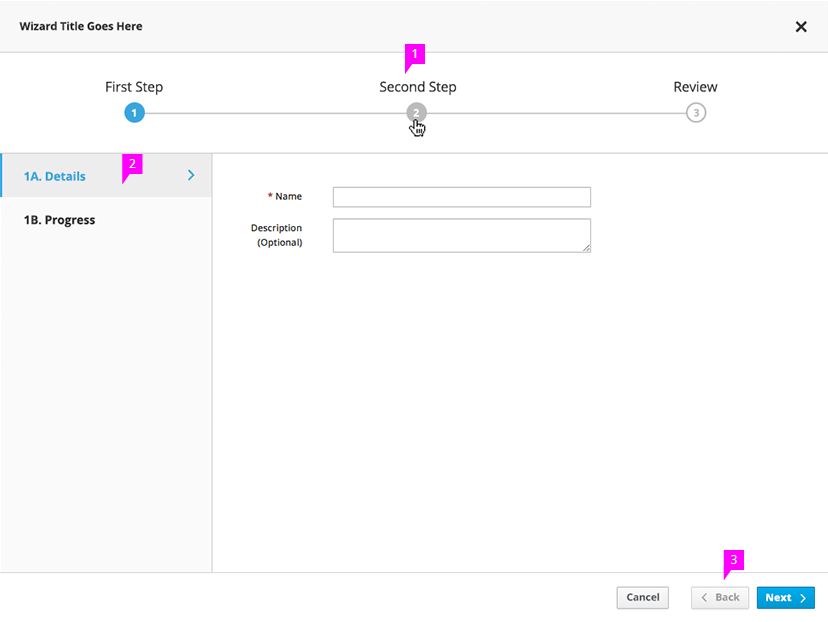 Wizard Title Goes Here
1
First Step
Second Step
Review
1
2
3
1A. Details
2
* Name
1B. Progress
Description
(Optional)
3
Cancel
Back
Next